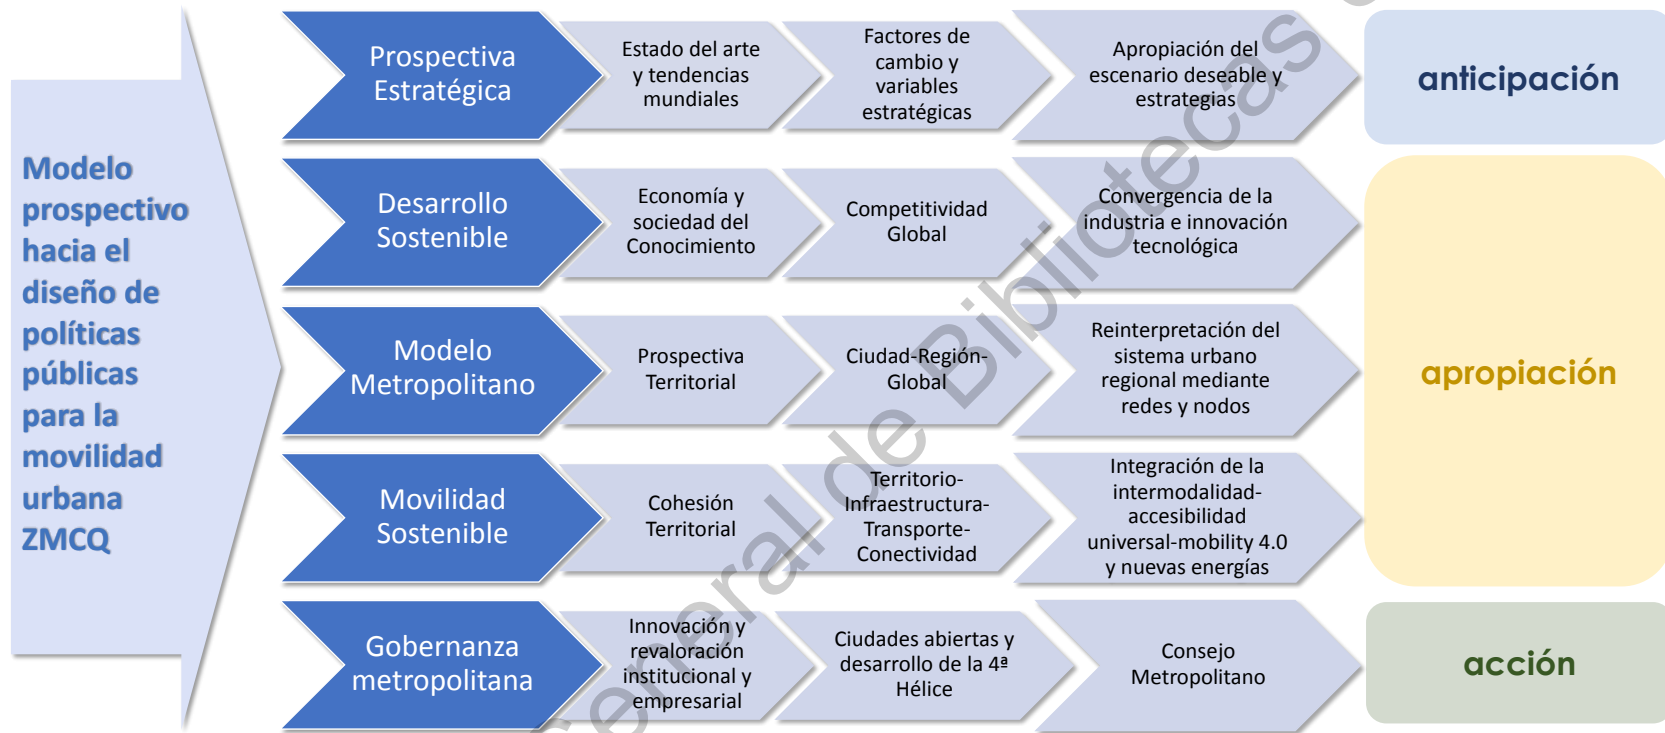 Modelo
prospectivo
hacia el
diseño de
políticas
públicas
para la
movilidad
urbana
ZMCQ
Prospectiva
Estratégica
Estado del arte
y tendencias
mundiales
Factores de
cambio y
variables
estratégicas
Apropiación del
escenario deseable y
estrategias
anticipación
Desarrollo
Sostenible
Economía y
sociedad del
Conocimiento
Competitividad
Global
Convergencia de la
industria e innovación
tecnológica
Modelo
Metropolitano
Prospectiva
Territorial
Ciudad-Región-
Global
Reinterpretación del
sistema urbano
regional mediante
redes y nodos
apropiación
Movilidad
Sostenible
Cohesión
Territorial
Territorio-
Infraestructura-
Transporte-
Conectividad
Integración de la
intermodalidad-
accesibilidad
universal-mobility 4.0
y nuevas energías
Gobernanza
metropolitana
Innovación y
revaloración
institucional y
empresarial
Ciudades abiertas y
desarrollo de la 4ª
Hélice
Consejo
Metropolitano
acción
General de Bibliotecas